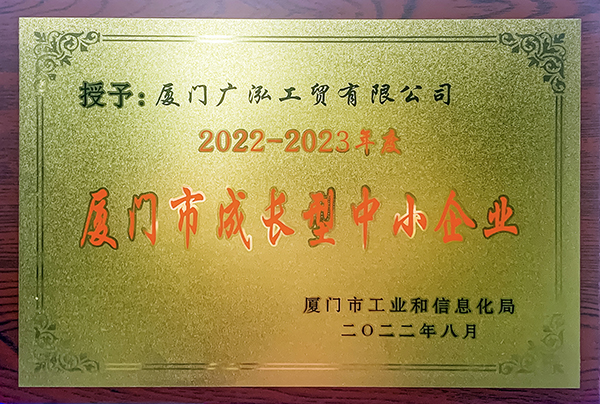 授予：厦门广泓工贸有限公司
2022-2023年度
厦门市成长型中小企业
厦门市工业和信息化局
二〇二二年八月